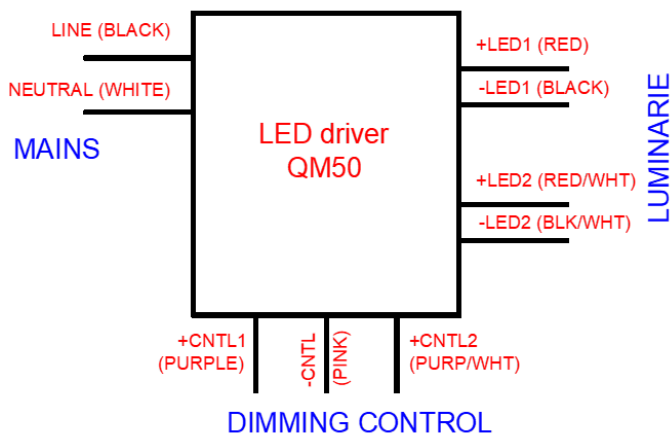 LINE (BLACK)
NEUTRAL (WHITE)
MAINS
LED driver
QM50
+LED1 (RED)
-LED1 (BLACK)
+LED2 (RED/WHT)
-LED2 (BLK/WHT)
LUMINARIE
+CNTL1
(PURPLE)
-CNTL
(PINK)
+CNTL2
(PURP/WHT)
DIMMING CONTROL